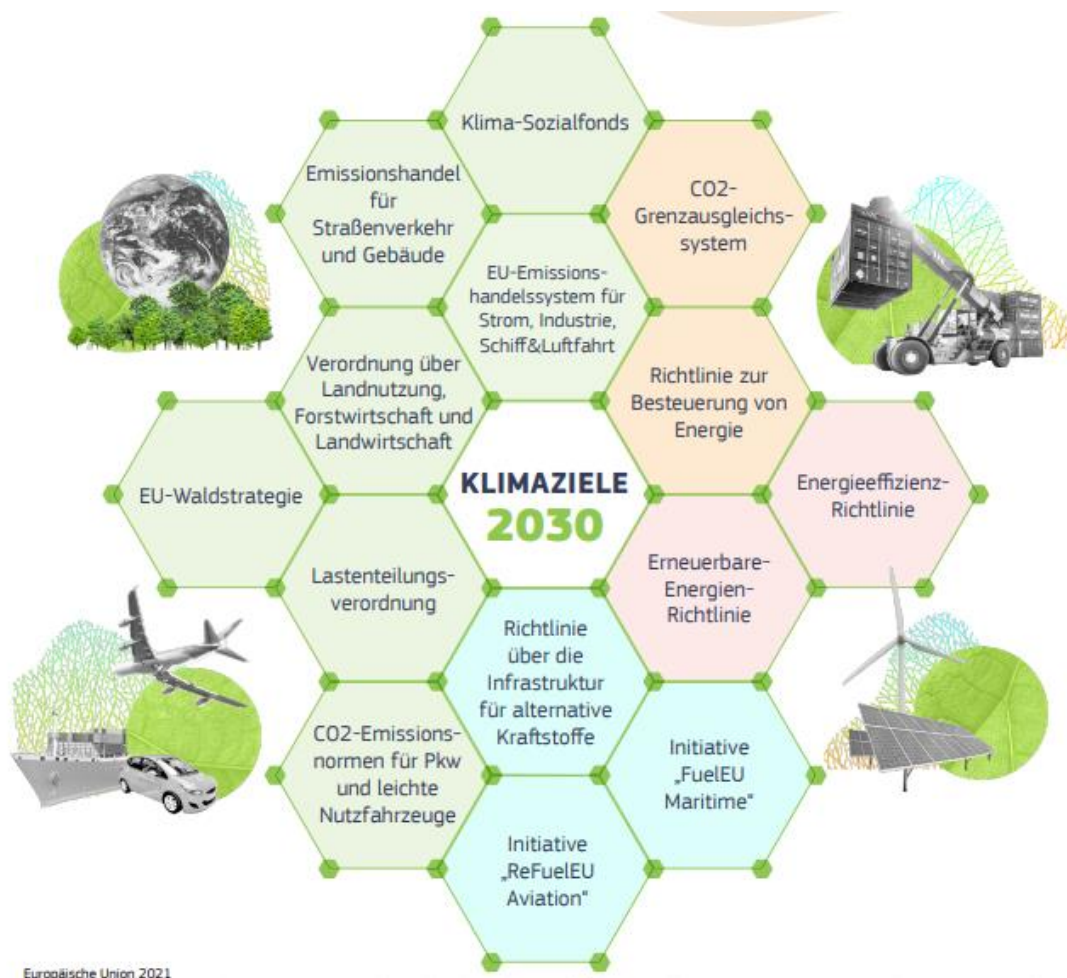 Klima-Sozialfonds
Emissionshandel
für
Straßenverkehr
und Gebäude
CO2-
Grenzausgleichs-
system
EU-Emissions-
handelssystem für
Strom, Industrie,
Schiff&Luftfahrt
Verordnung über
Landnutzung,
Forstwirtschaft und
Landwirtschaft
Richtlinie zur
Besteuerung von
Energie
EU-Waldstrategie
KLIMAZIELE
2030
Energieeffizienz-
Richtlinie
Lastenteilungs-
verordnung
Erneuerbare-
Energien-
Richtlinie
Richtlinie
über die
Infrastruktur
für alternative
Kraftstoffe
CO2-Emissions-
normen für Pkw
und leichte
Nutzfahrzeuge
Initiative
„FuelEU
Maritime“
Initiative
„ReFuelEU
Aviation“
Europäische Union 2021